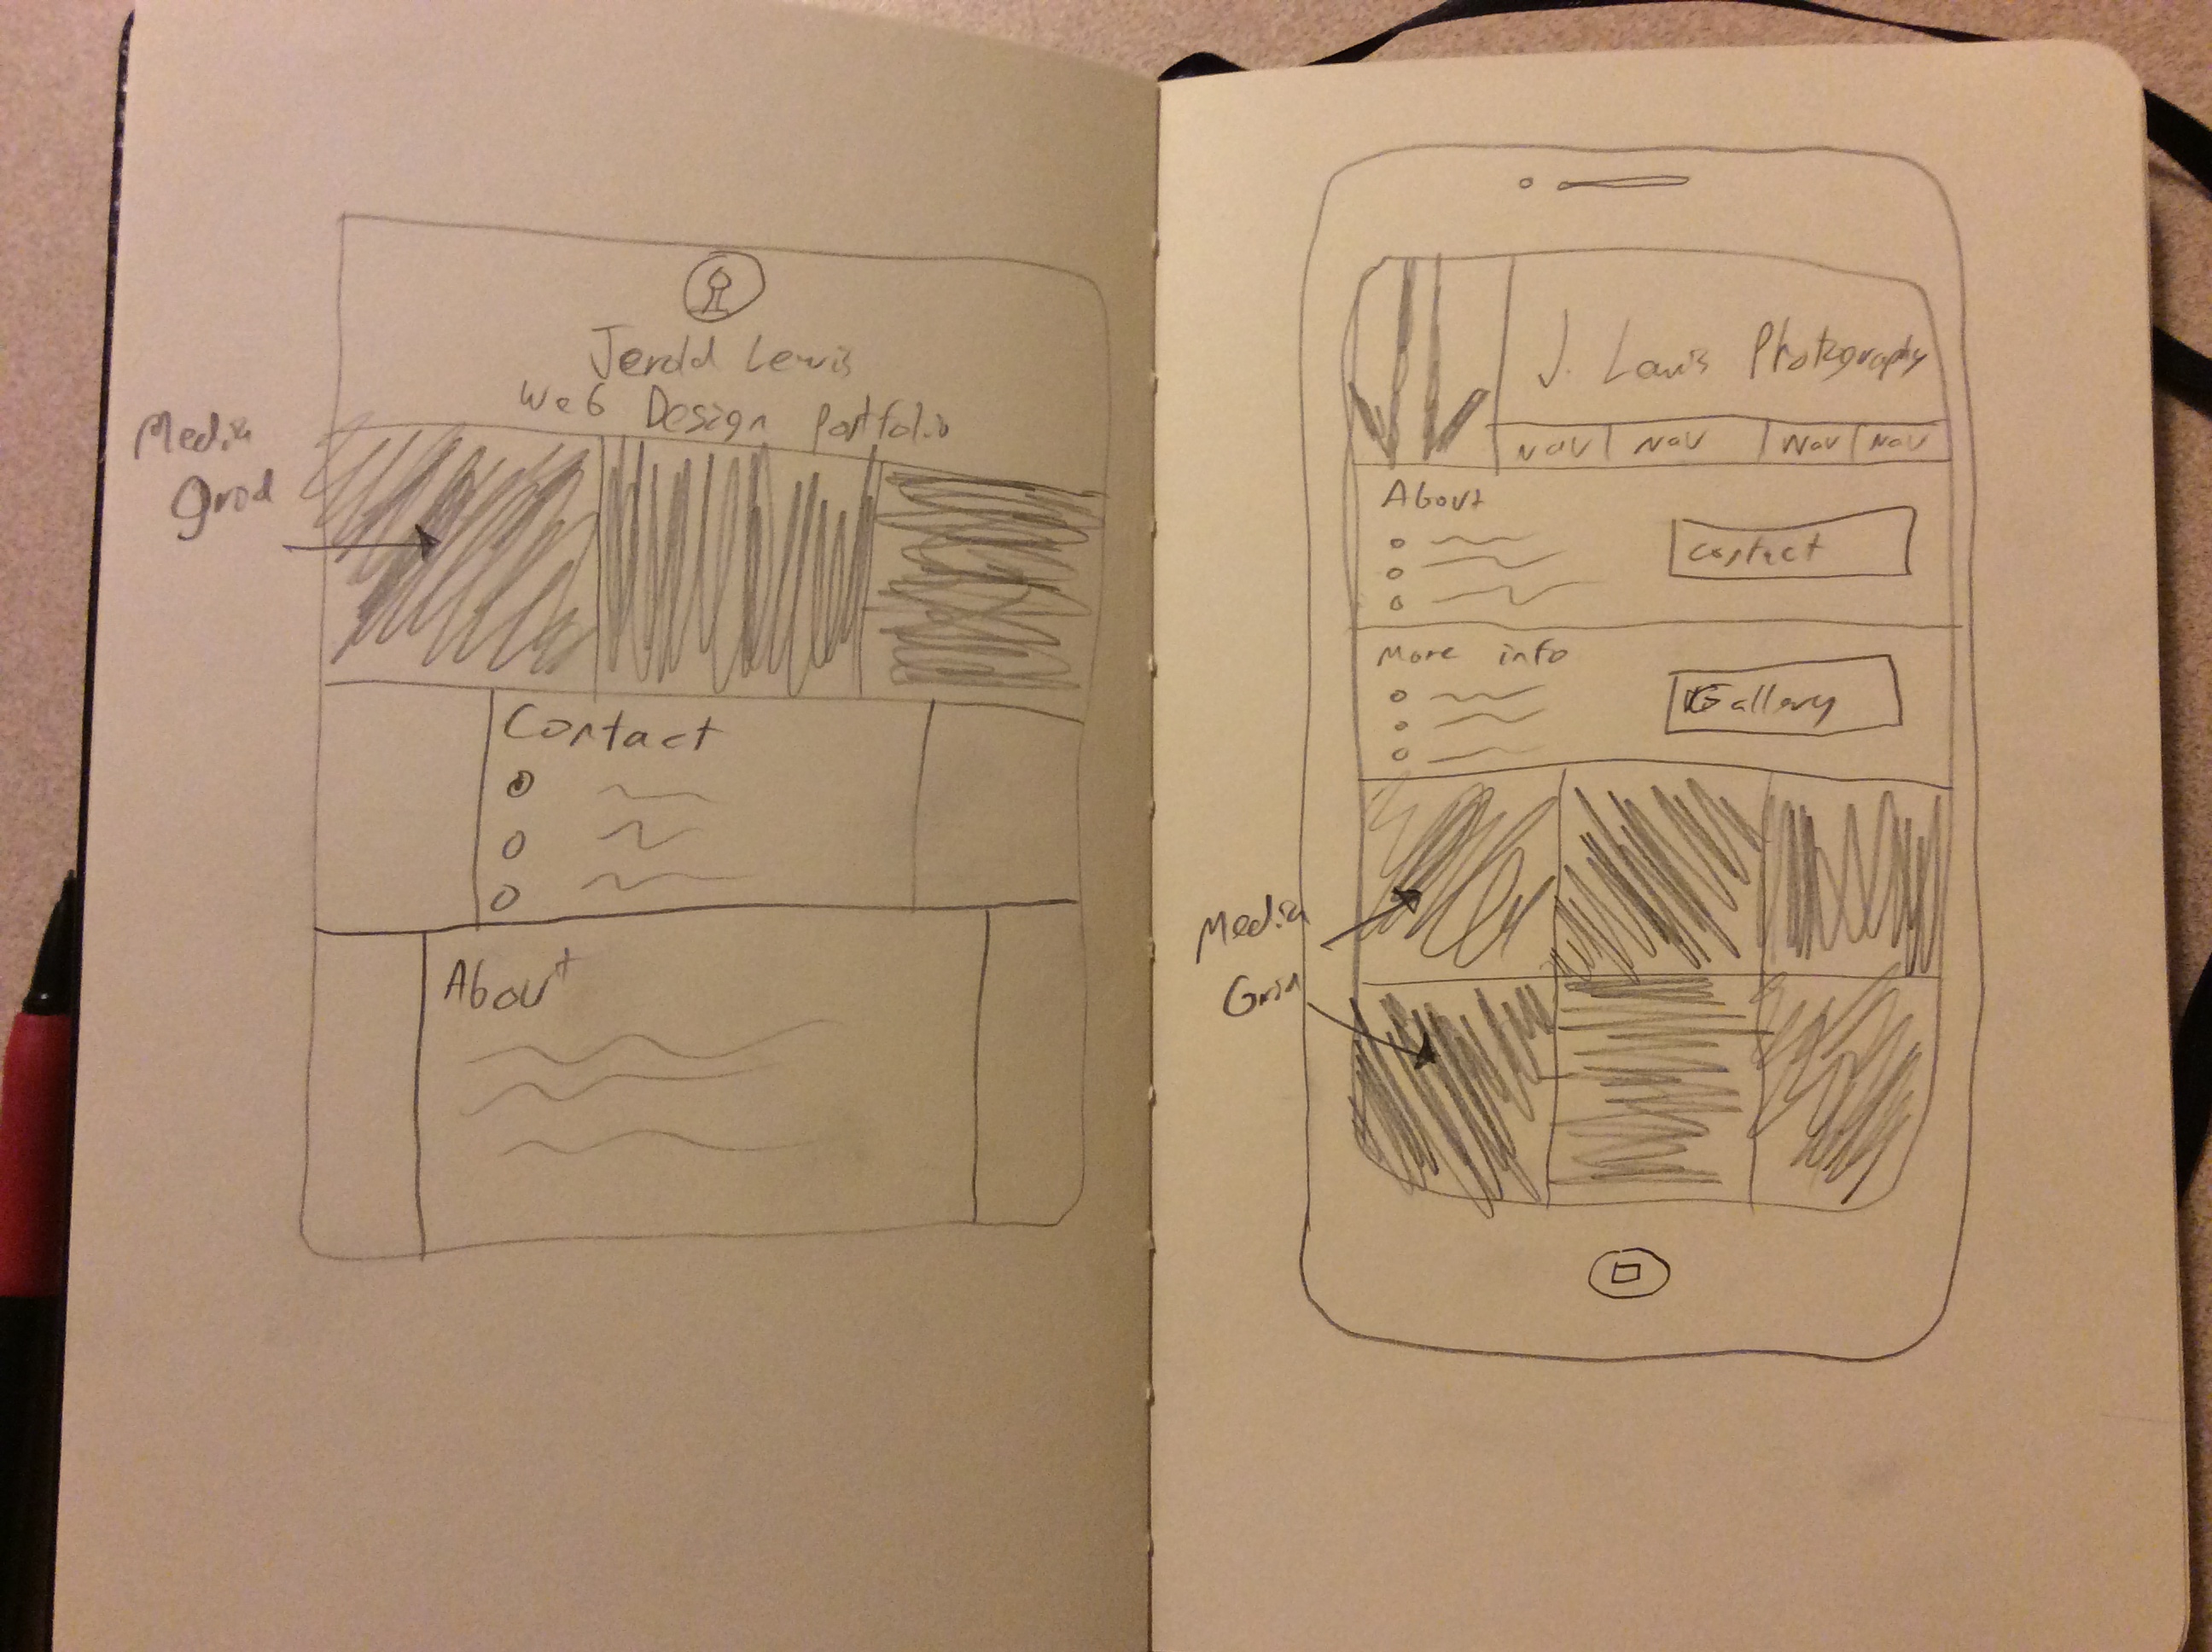 Jerald Lewis
Web Design Portfolio
Media
grid
Contact
About
J. Lewis Photography
NAV NAV NAV NAV
About
contact
More info
Gallery
Media
Grid